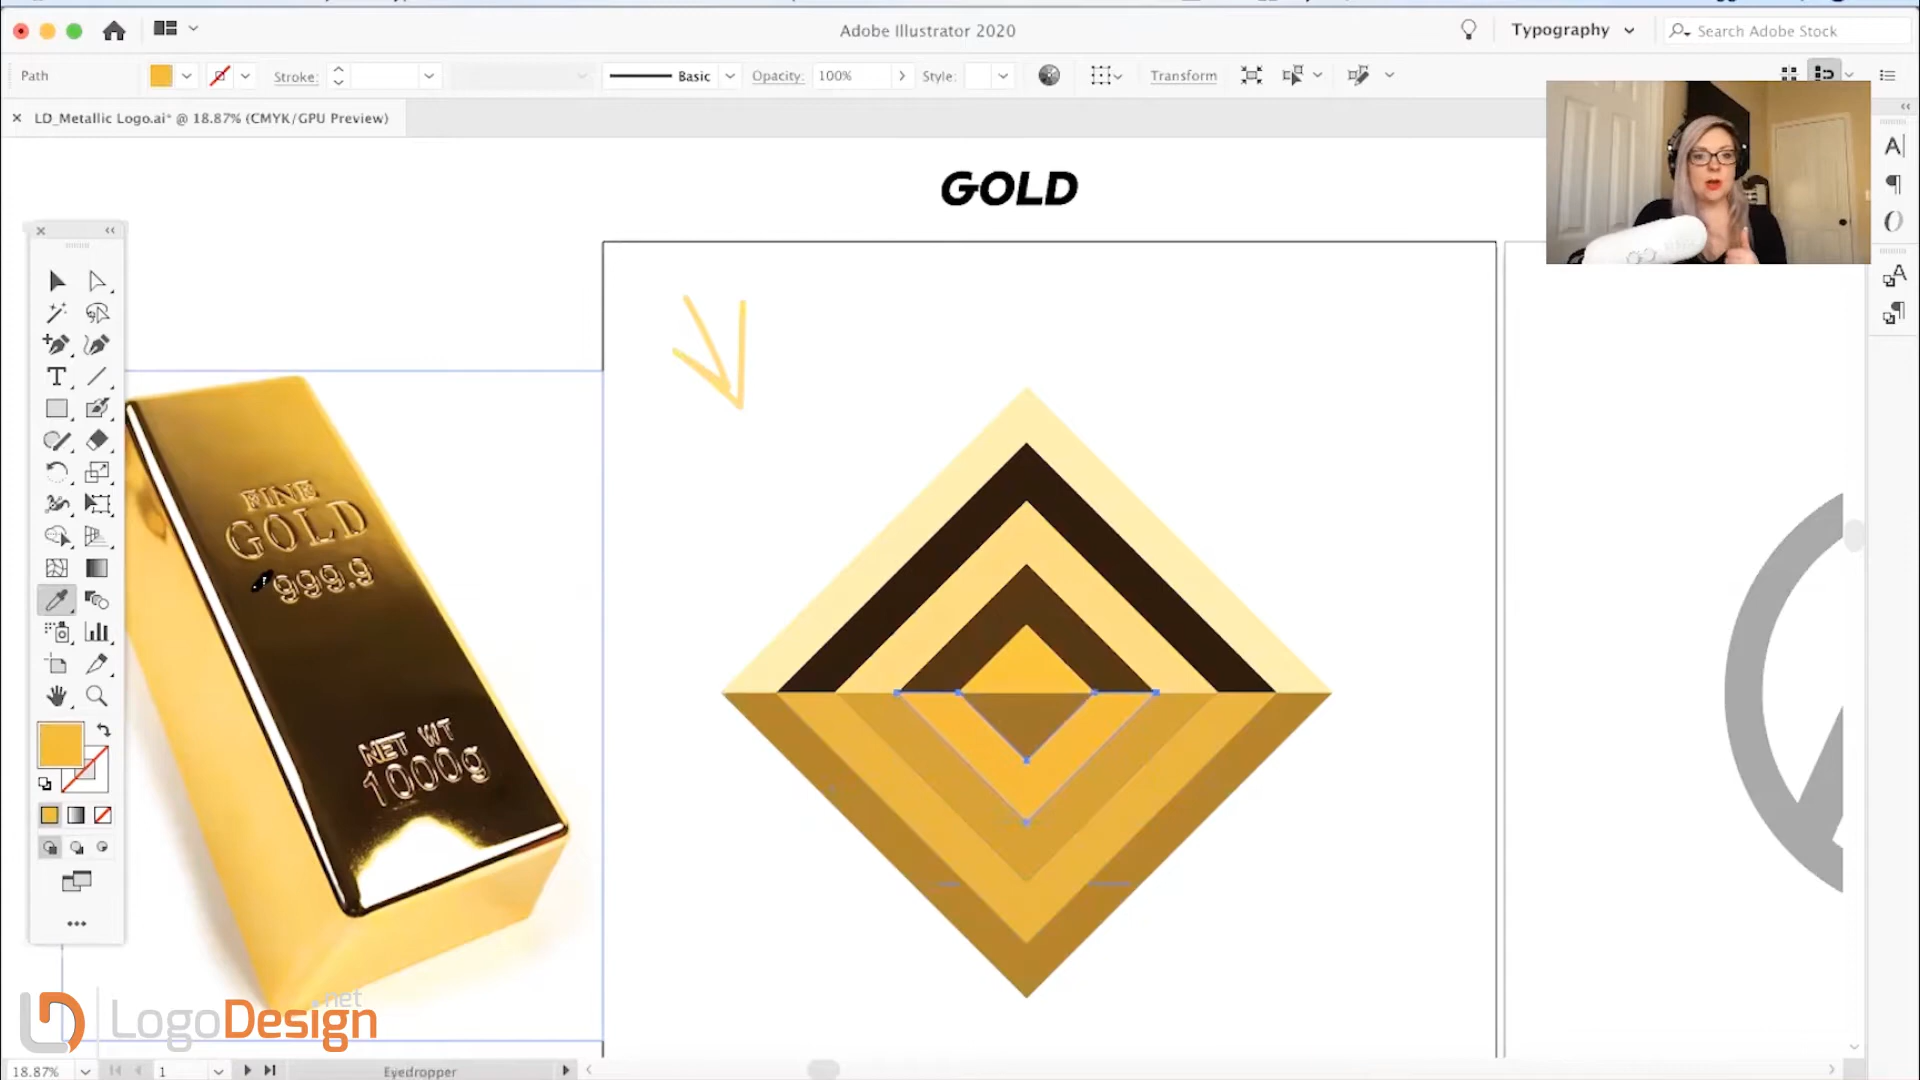 Adobe Illustrator 2020
Typography
Search Adobe Stock
Path
Stroke:
Basic
Opacity:
100%
Style:
Transform
LD_Metallic Logo.ai* @ 18.87% (CMYK/GPU Preview)
GOLD
FINE
GOLD
999.9
NET WT
1000g
LogoDesign
.net
18.87%
1
Eyedropper